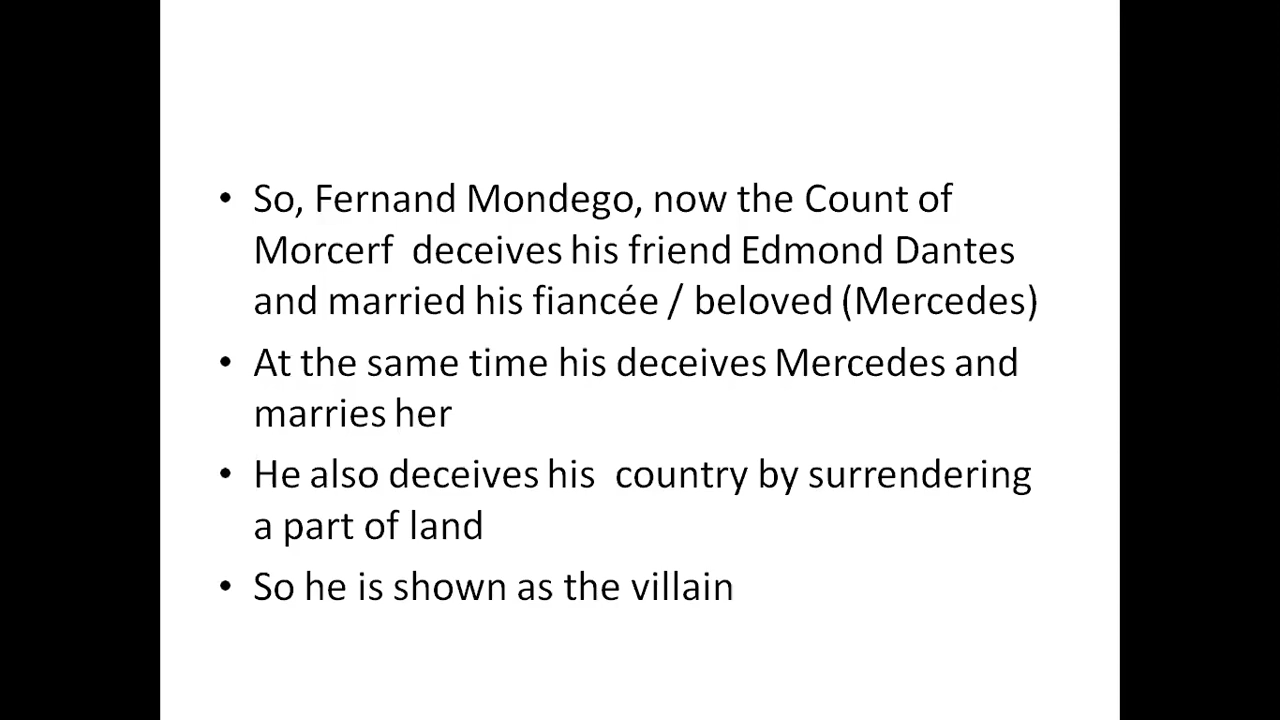 • So, Fernand Mondego, now the Count of
Morcerf  deceives his friend Edmond Dantes
and married his fiancée / beloved (Mercedes)
• At the same time his deceives Mercedes and
marries her
• He also deceives his  country by surrendering
a part of land
• So he is shown as the villain